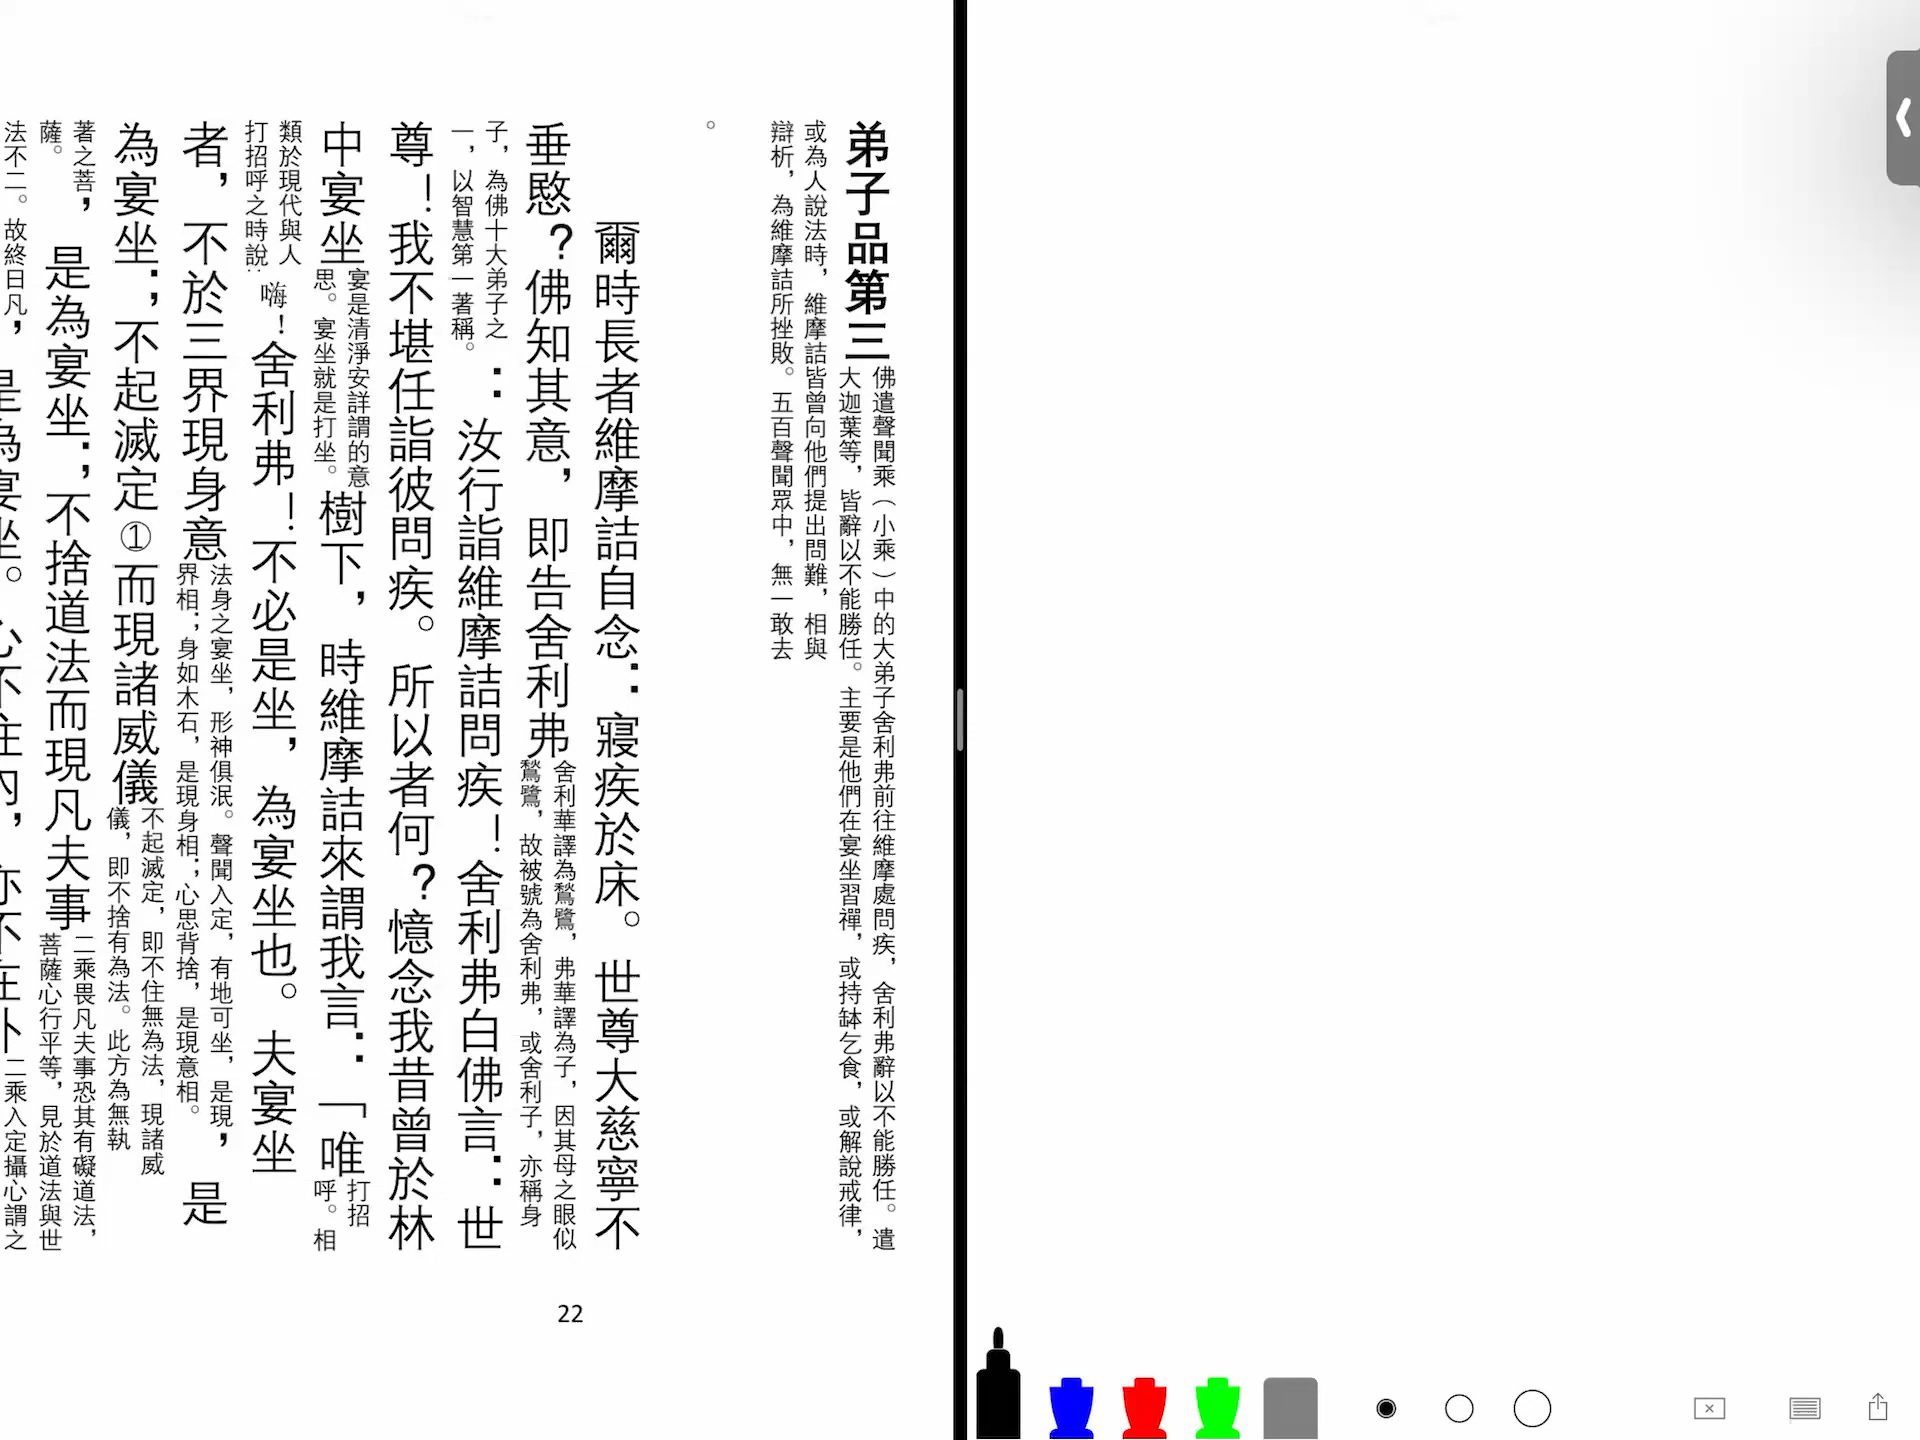 弟子品第三
佛遣聲聞乘（小乘）中的大弟子舍利弗前往維摩處問疾，舍利弗辭以不能勝任。遣
大迦葉等，皆辭以不能勝任。主要是他們在宴坐習禪，或持缽乞食，或解說戒律，
或為人說法時，維摩詰皆曾向他們提出問難，相與
辯析，為維摩詰所挫敗。五百聲聞眾中，無一敢去
。
爾時長者維摩詰自念：寢疾於床。世尊大慈寧不
垂愍？佛知其意，即告舍利弗
舍利華譯為鶖鷺，弗華譯為子，因其母之眼似
鶖鷺，故被號為舍利弗，或舍利子，亦稱身
子，為佛十大弟子之
一，以智慧第一著稱。
：汝行詣維摩詰問疾！舍利弗白佛言：世
尊！我不堪任詣彼問疾。所以者何？憶念我昔曾於林
中宴坐
宴是清淨安詳謂的意
思。宴坐就是打坐。
樹下，時維摩詰來謂我言：「唯
打招
呼。相
類於現代與人
打招呼之時說：
嗨！舍利弗！不必是坐，為宴坐也。夫宴坐
者，不於三界現身意
法身之宴坐，形神俱泯。聲聞入定，有地可坐，是現
界相；身如木石，是現身相；心思背捨，是現意相。
，是
為宴坐；不起滅定①而現諸威儀
不起滅定，即不住無為法，現諸威
儀，即不捨有為法。此方為無執
著之菩
薩。
，是為宴坐；不捨道法而現凡夫事
二乘畏凡夫事恐其有礙道法，
菩薩心行平等，見於道法與世
法不二。故終日凡
，是為宴坐。心不住內，亦不在外
二乘入定攝心謂之
22